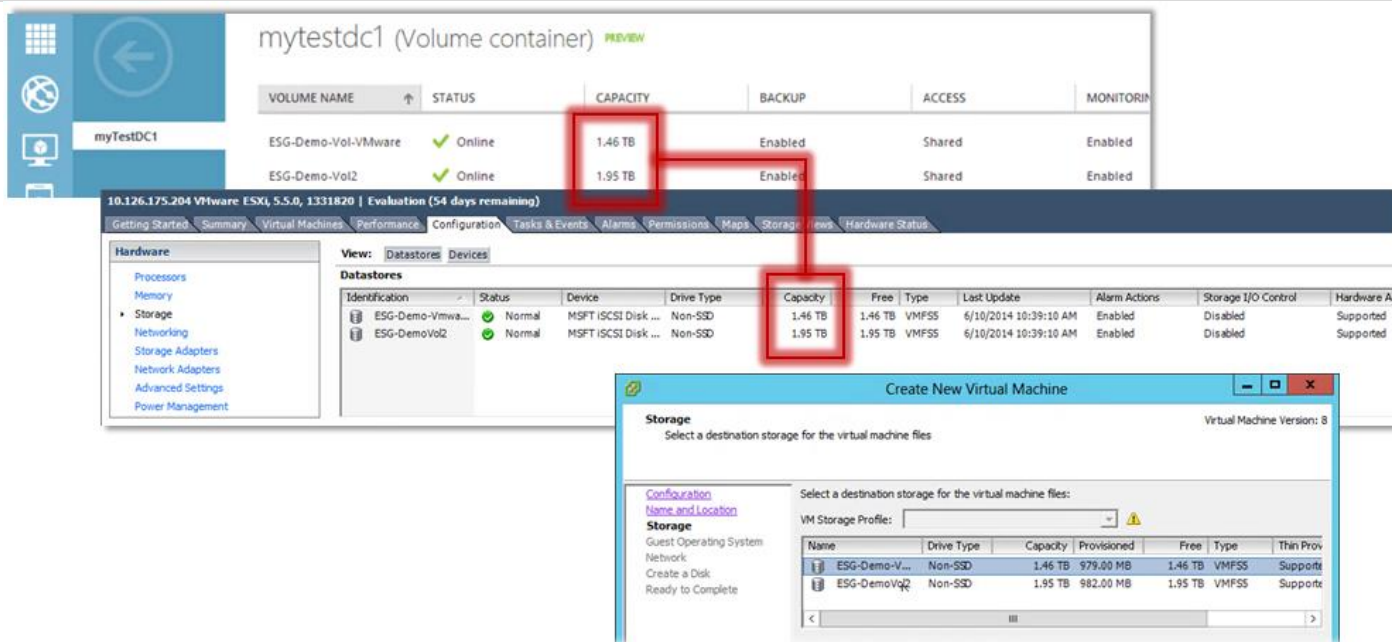 mytestdc1 (Volume container) PREVIEW
VOLUME NAME STATUS CAPACITY BACKUP ACCESS MONITORIN
myTestDC1
ESG-Demo-Vol-VMware Online 1.46 TB Enabled Shared Enabled
ESG-Demo-Vol2 Online 1.95 TB Enabled Shared Enabled
10.126.175.204 VMware ESXi, 5.5.0, 1331820 | Evaluation (54 days remaining)
Getting Started Summary Virtual Machines Performance Configuration Tasks & Events Alarms Permissions Maps Storage Views Hardware Status
Hardware
Processors
Memory
Storage
Networking
Storage Adapters
Network Adapters
Advanced Settings
Power Management
View: Datastores Devices
Datastores
Identification Status Device Drive Type Capacity Free Type Last Update Alarm Actions Storage I/O Control Hardware A
ESG-Demo-Vmwa... Normal MSFT iSCSI Disk ... Non-SSD 1.46 TB 1.46 TB VMFS5 6/10/2014 10:39:10 AM Enabled Disabled Supported
ESG-DemoVol2 Normal MSFT iSCSI Disk ... Non-SSD 1.95 TB 1.95 TB VMFS5 6/10/2014 10:39:10 AM Enabled Disabled Supported
Create New Virtual Machine
Storage
Select a destination storage for the virtual machine files
Virtual Machine Version: 8
Configuration
Name and Location
Storage
Guest Operating System
Network
Create a Disk
Ready to Complete
Select a destination storage for the virtual machine files:
VM Storage Profile:
Name Drive Type Capacity Provisioned Free Type Thin Prov
ESG-Demo-V... Non-SSD 1.46 TB 979.00 MB 1.46 TB VMFS5 Supporte
ESG-DemoVol2 Non-SSD 1.95 TB 982.00 MB 1.95 TB VMFS5 Supporte